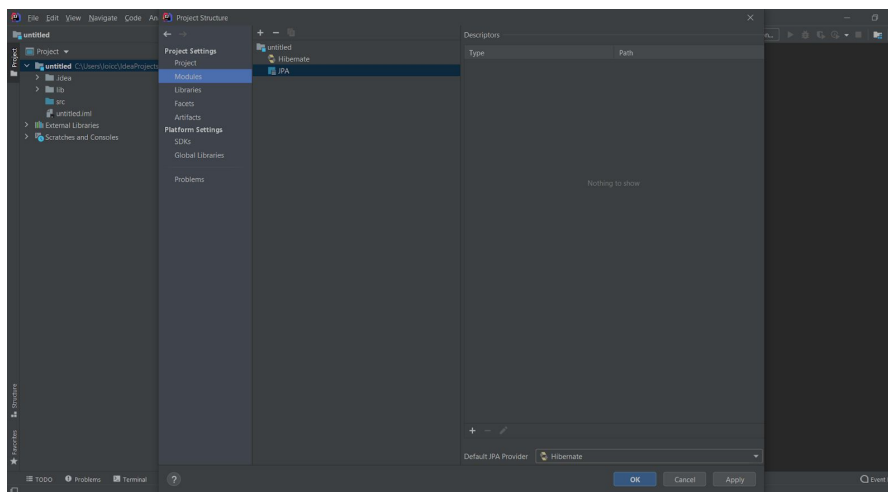 File Edit View Navigate Code An
Project Structure
untitled
Project
untitled C:\Users\loicc\IdeaProjects
.idea
lib
src
untitled.iml
External Libraries
Scratches and Consoles
Project Settings
Project
Modules
Libraries
Facets
Artifacts
Platform Settings
SDKs
Global Libraries
Problems
untitled
Hibernate
JPA
Descriptors
Type Path
Nothing to show
Default JPA Provider Hibernate
OK Cancel Apply
Project
Structure
Favorites
TODO Problems Terminal
Event